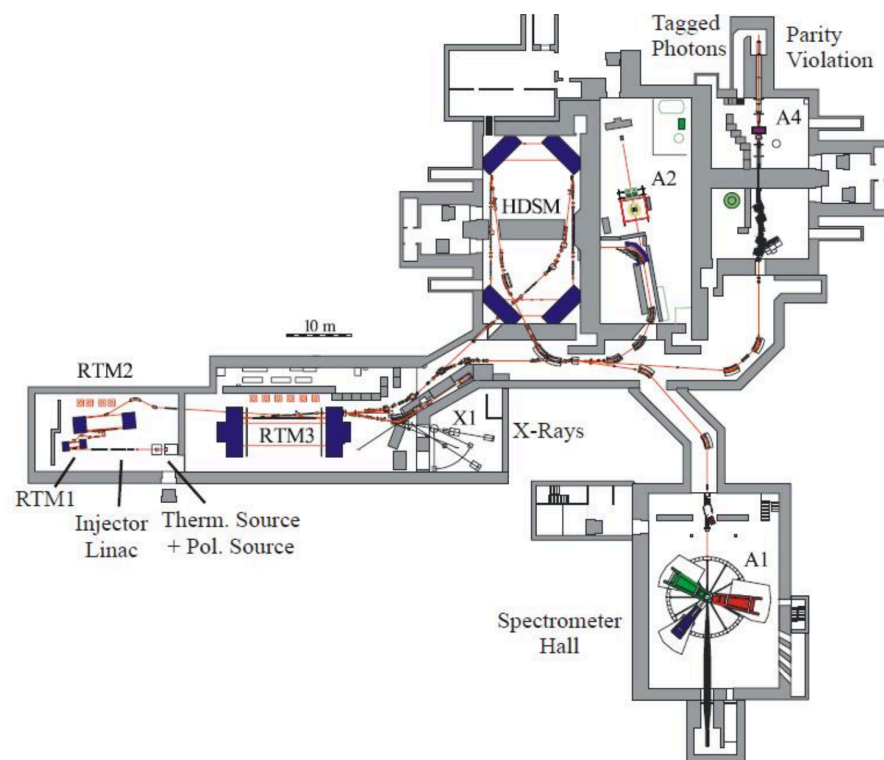 Tagged
Photons
Parity
Violation
A4
A2
HDSM
10 m
RTM2
RTM3
X1
X-Rays
RTM1
Injector
Linac
Therm. Source
+ Pol. Source
A1
Spectrometer
Hall